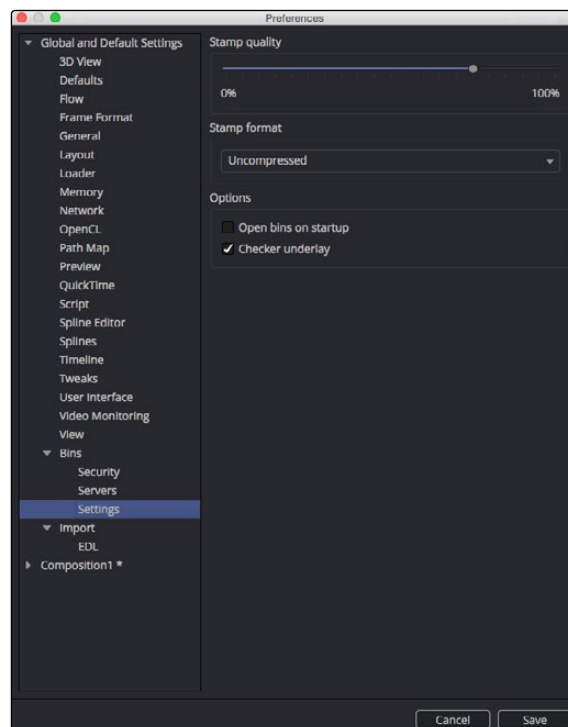 Preferences
Global and Default Settings
3D View
Defaults
Flow
Frame Format
General
Layout
Loader
Memory
Network
OpenCL
Path Map
Preview
QuickTime
Script
Spline Editor
Splines
Timeline
Tweaks
User Interface
Video Monitoring
View
Bins
Security
Servers
Settings
Import
EDL
Composition1 *
Stamp quality
0% 100%
Stamp format
Uncompressed
Options
Open bins on startup
Checker underlay
Cancel Save